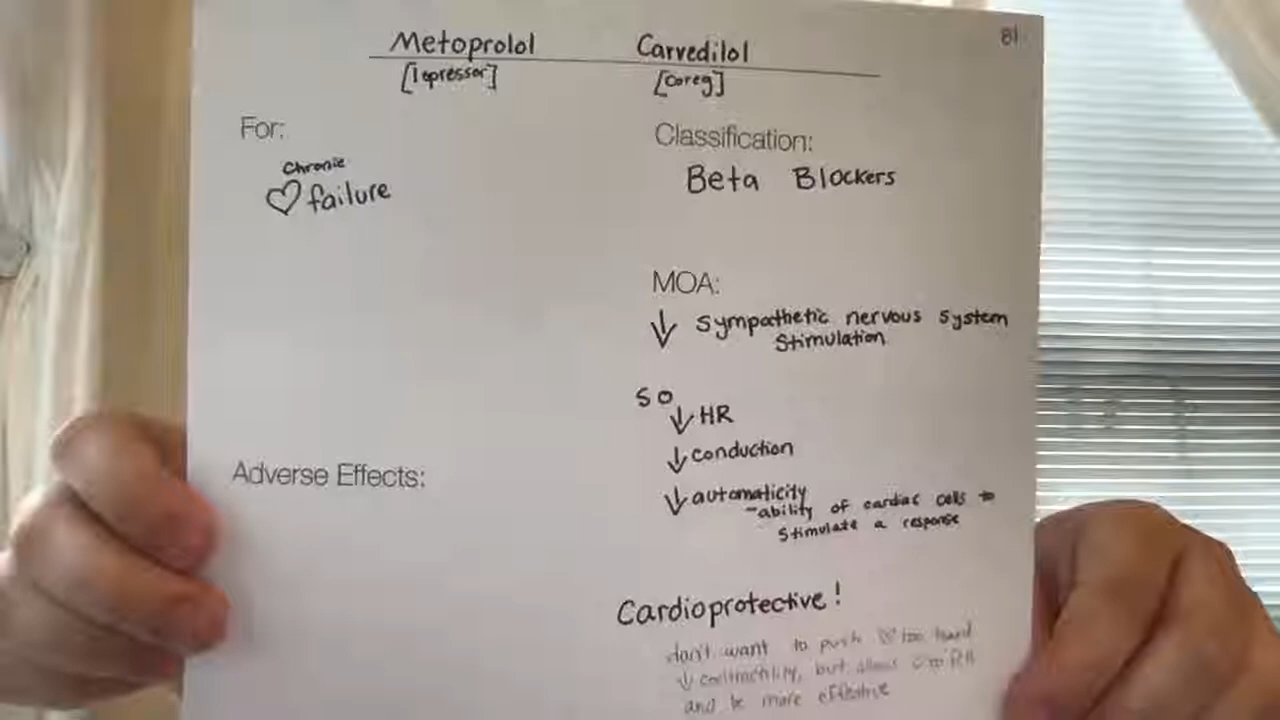 81
Metoprolol Carvedilol
[lopressor] [Coreg]
For:
Chronic
♡ failure
Classification:
Beta Blockers
MOA:
↓ Sympathetic nervous system
Stimulation
SO
↓ HR
↓ conduction
↓ automaticity
-ability of cardiac cells to
Stimulate a response
Adverse Effects:
Cardioprotective!
don't want to push ♡ too hard
↓ contractility, but allows ♡ to fill
and be more effective